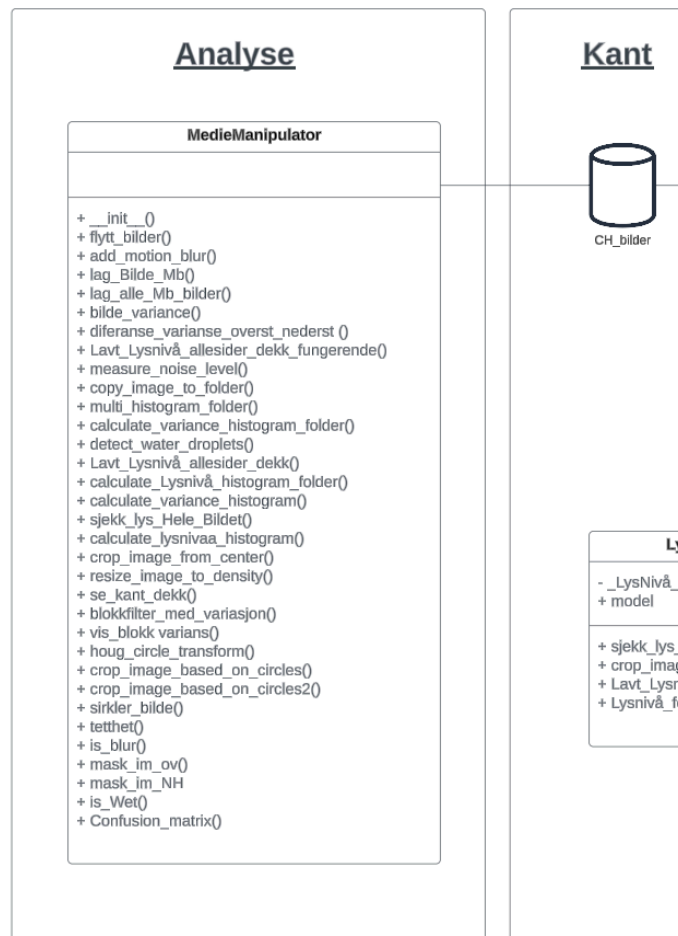 Analyse
MedieManipulator
+ __init__()
+ flytt_bilder()
+ add_motion_blur()
+ lag_Bilde_Mb()
+ lag_alle_Mb_bilder()
+ bilde_variance()
+ diferanse_varianse_overst_nederst ()
+ Lavt_Lysnivå_allesider_dekk_fungerende()
+ measure_noise_level()
+ copy_image_to_folder()
+ multi_histogram_folder()
+ calculate_variance_histogram_folder()
+ detect_water_droplets()
+ Lavt_Lysnivå_allesider_dekk()
+ calculate_Lysnivå_histogram_folder()
+ calculate_variance_histogram()
+ sjekk_lys_Hele_Bildet()
+ calculate_lysnivaa_histogram()
+ crop_image_from_center()
+ resize_image_to_density()
+ se_kant_dekk()
+ blokkfilter_med_variasjon()
+ vis_blokk varians()
+ houg_circle_transform()
+ crop_image_based_on_circles()
+ crop_image_based_on_circles2()
+ sirkler_bilde()
+ tetthet()
+ is_blur()
+ mask_im_ov()
+ mask_im_NH
+ is_Wet()
+ Confusion_matrix()
Kant
CH_bilder
Ly
- _LysNivå_
+ model
+ sjekk_lys_
+ crop_imag
+ Lavt_Lysn
+ Lysnivå_f